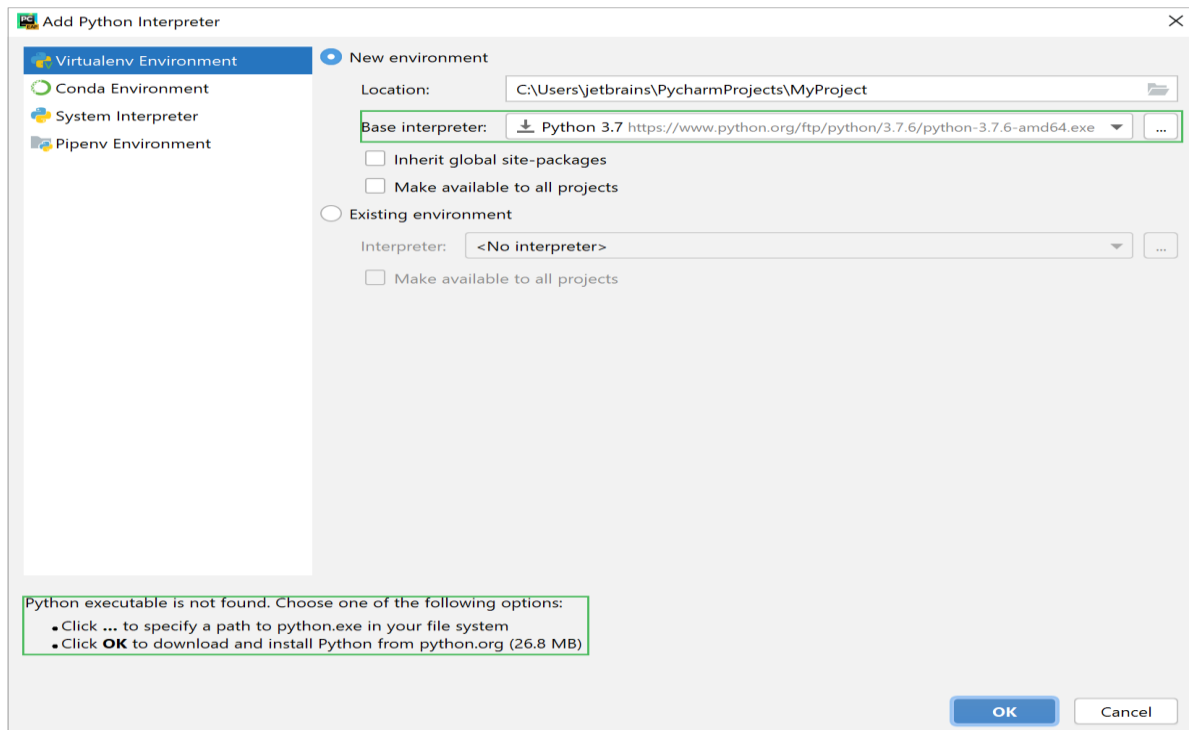 Add Python Interpreter
Virtualenv Environment
Conda Environment
System Interpreter
Pipenv Environment
New environment
Location: C:\Users\jetbrains\PycharmProjects\MyProject
Base interpreter: Python 3.7 https://www.python.org/ftp/python/3.7.6/python-3.7.6-amd64.exe ...
Inherit global site-packages
Make available to all projects
Existing environment
Interpreter: <No interpreter> ...
Make available to all projects
Python executable is not found. Choose one of the following options:
• Click ... to specify a path to python.exe in your file system
• Click OK to download and install Python from python.org (26.8 MB)
OK Cancel